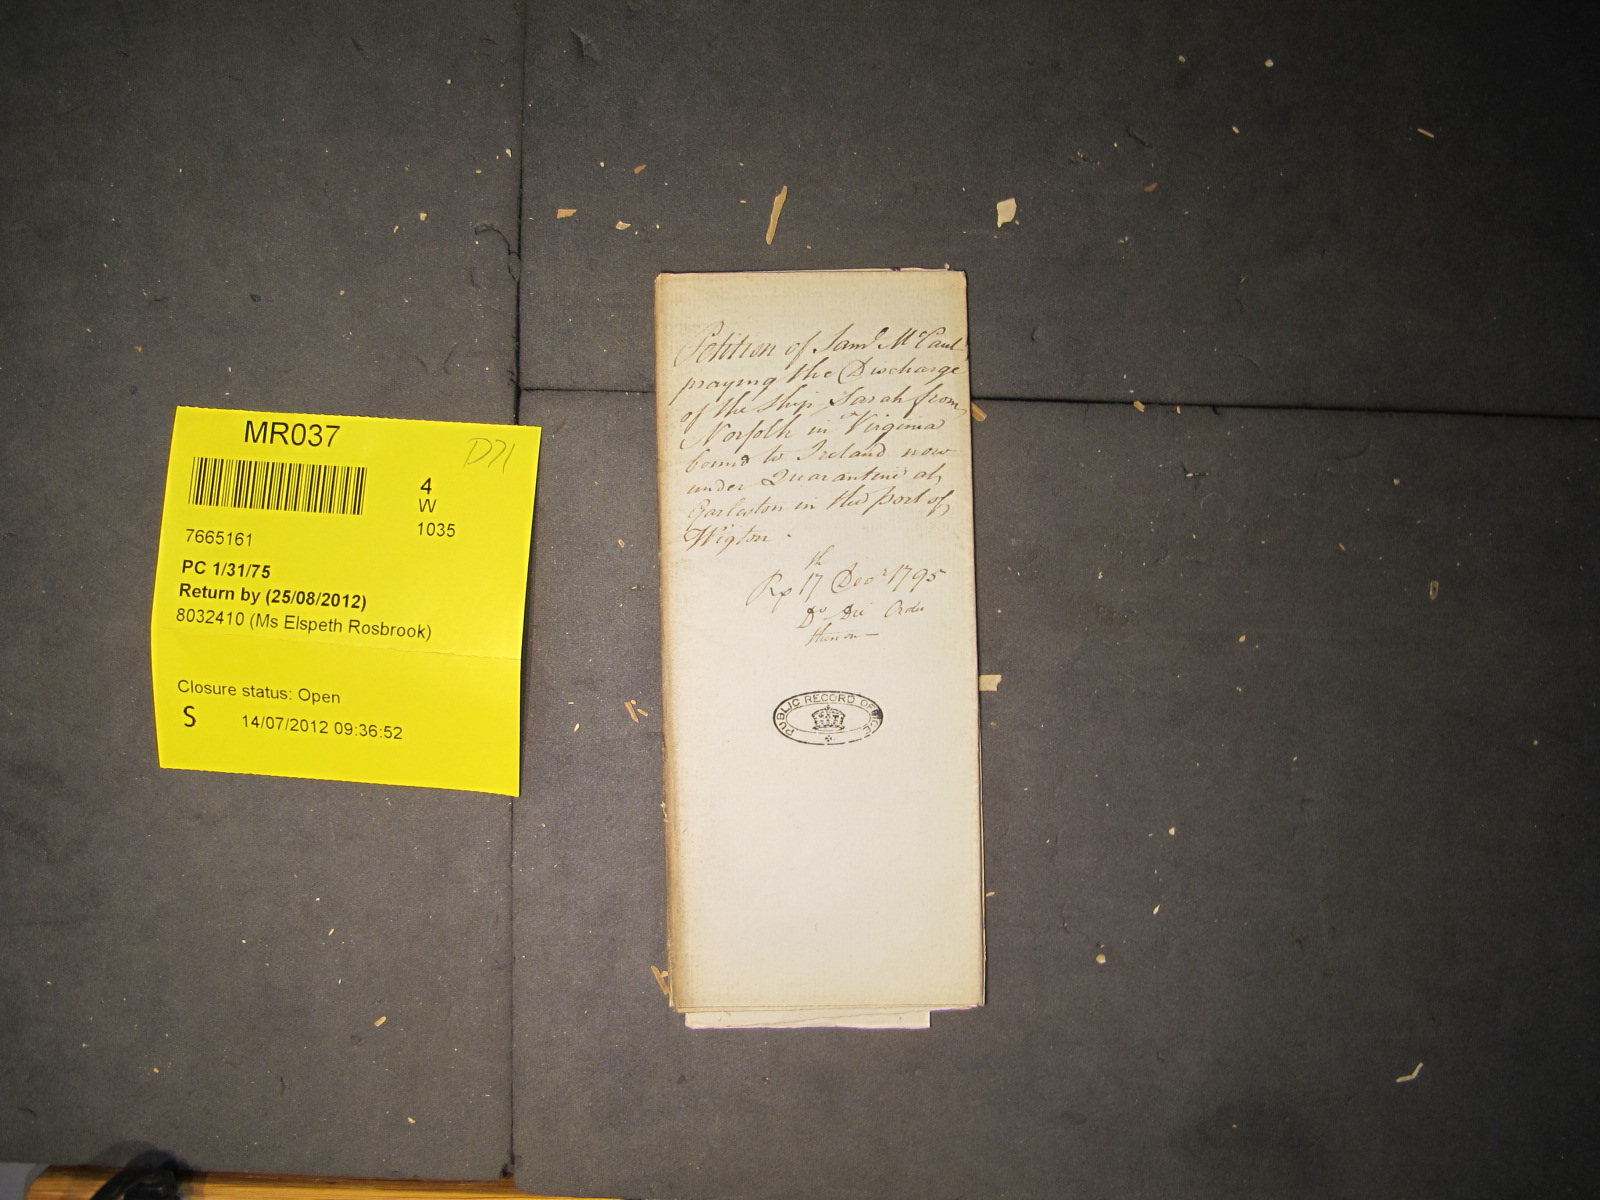 MR037
D71
4
W
1035
7665161
PC 1/31/75
Return by (25/08/2012)
8032410 (Ms Elspeth Rosbrook)
Closure status: Open
S 14/07/2012 09:36:52
Petition of Saml McCaul
praying the Discharge
of the Ship Sarah from
Norfolk in Virginia
bound to Ireland now
under Quarantine at
Garleston in the port of
Wigton.
17th Decr 1795
Do Order
PUBLIC RECORD OFFICE